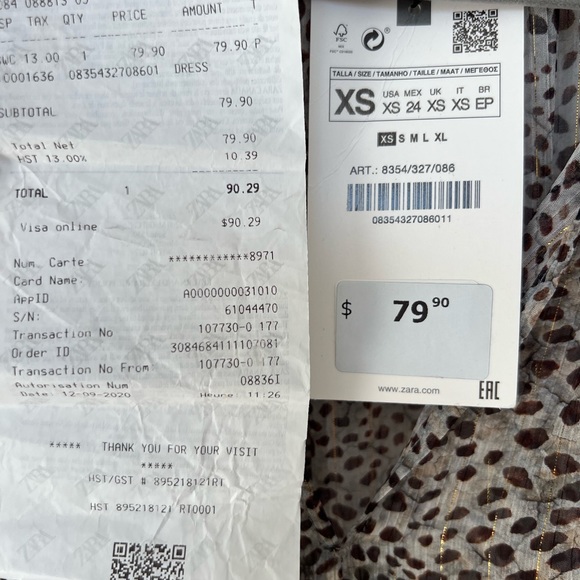 SP TAX QTY PRICE AMOUNT 1
WC 13.00 1 79.90 79.90 P
0001636 0835432708601 DRESS
SUBTOTAL 79.90
Total Net 79.90
HST 13.00% 10.39
TOTAL 1 90.29
Visa online $90.29
Num. Carte ************8971
Card Name:
AppID A0000000031010
S/N: 61044470
Transaction No 107730-0 177
Order ID 3084684111107081
Transaction No From 107730-0 177
Autorisation Num 08836I
Date: 12-09-2020 Heure: 11:26
***** THANK YOU FOR YOUR VISIT
*****
HST/GST # 895218121RT
HST 895218121 RT0001
ZARA
FSC
TALLA / SIZE / TAMANHO / TAILLE / MAAT / ΜΕΓΕΘΟΣ
XS USA XS MEX 24 UK XS IT XS BR EP
XS S M L XL
ART.: 8354/327/086
08354327086011
$ 79 90
www.zara.com EAC